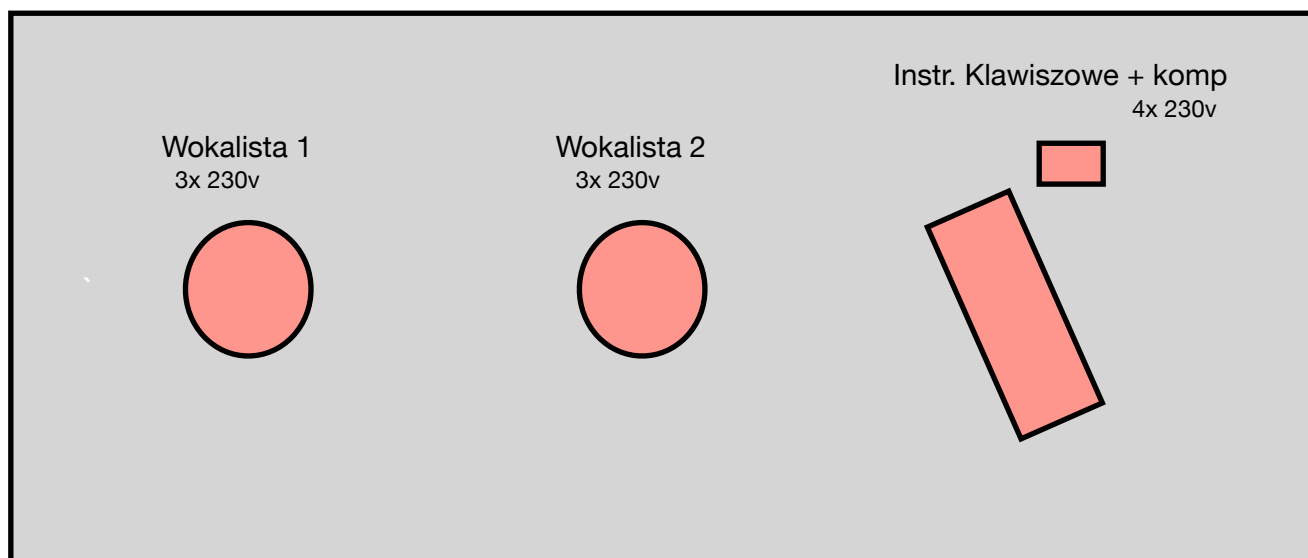 Instr. Klawiszowe + komp
4x 230v
Wokalista 1
3x 230v
Wokalista 2
3x 230v